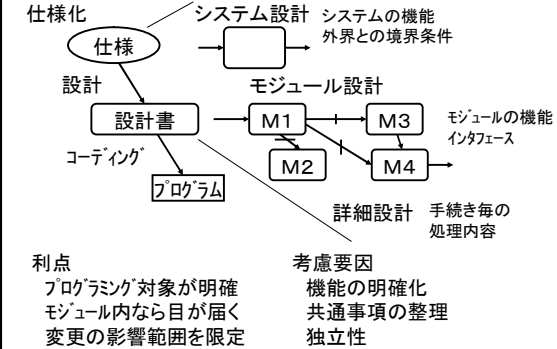 仕様化
システム設計
システムの機能
外界との境界条件
仕様
設計
モジュール設計
設計書
M1
M3
モジュールの機能
インタフェース
M2
M4
コーディング
プログラム
詳細設計
手続き毎の
処理内容
利点
プログラミング対象が明確
モジュール内なら目が届く
変更の影響範囲を限定
考慮要因
機能の明確化
共通事項の整理
独立性